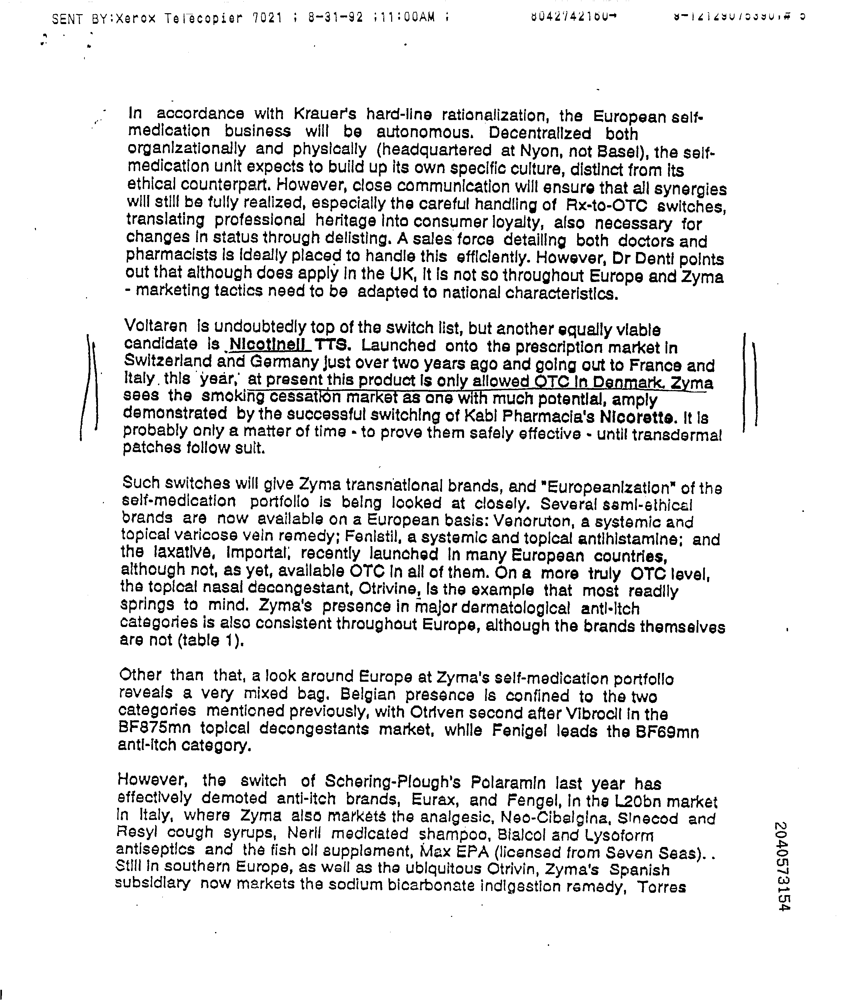 SENT BY:Xerox Telecopier 7021 ; 8-31-92 ;11:00AM ;
8042742160→
In accordance with Krauer's hard-line rationalization, the European self-
medication business will be autonomous. Decentralized both
organizationally and physically (headquartered at Nyon, not Basel), the self-
medication unit expects to build up its own specific culture, distinct from its
ethical counterpart. However, close communication will ensure that all synergies
will still be fully realized, especially the careful handling of Rx-to-OTC switches,
translating professional heritage into consumer loyalty, also necessary for
changes in status through delisting. A sales force detailing both doctors and
pharmacists is ideally placed to handle this efficiently. However, Dr Denti points
out that although does apply in the UK, it is not so throughout Europe and Zyma
- marketing tactics need to be adapted to national characteristics.
Voltaren is undoubtedly top of the switch list, but another equally viable
candidate is Nicotinell TTS. Launched onto the prescription market in
Switzerland and Germany just over two years ago and going out to France and
Italy this year, at present this product is only allowed OTC in Denmark. Zyma
sees the smoking cessation market as one with much potential, amply
demonstrated by the successful switching of Kabi Pharmacia's Nicorette. It is
probably only a matter of time - to prove them safely effective - until transdermal
patches follow suit.
Such switches will give Zyma transnational brands, and "Europeanization" of the
self-medication portfolio is being looked at closely. Several semi-ethical
brands are now available on a European basis: Venoruton, a systemic and
topical varicose vein remedy; Fenistil, a systemic and topical antihistamine; and
the laxative, Importal, recently launched in many European countries,
although not, as yet, available OTC in all of them. On a more truly OTC level,
the topical nasal decongestant, Otrivine, is the example that most readily
springs to mind. Zyma's presence in major dermatological anti-itch
categories is also consistent throughout Europe, although the brands themselves
are not (table 1).
Other than that, a look around Europe at Zyma's self-medication portfolio
reveals a very mixed bag. Belgian presence is confined to the two
categories mentioned previously, with Otriven second after Vibrocil in the
BF875mn topical decongestants market, while Fenigel leads the BF69mn
anti-itch category.
However, the switch of Schering-Plough's Polaramin last year has
effectively demoted anti-itch brands, Eurax, and Fengel, in the L20bn market
in Italy, where Zyma also markets the analgesic, Neo-Cibalgina, Sinecod and
Resyl cough syrups, Neril medicated shampoo, Bialcol and Lysoform
antiseptics and the fish oil supplement, Max EPA (licensed from Seven Seas). .
Still in southern Europe, as well as the ubiquitous Otrivin, Zyma's Spanish
subsidiary now markets the sodium bicarbonate indigestion remedy, Torres
2040573154